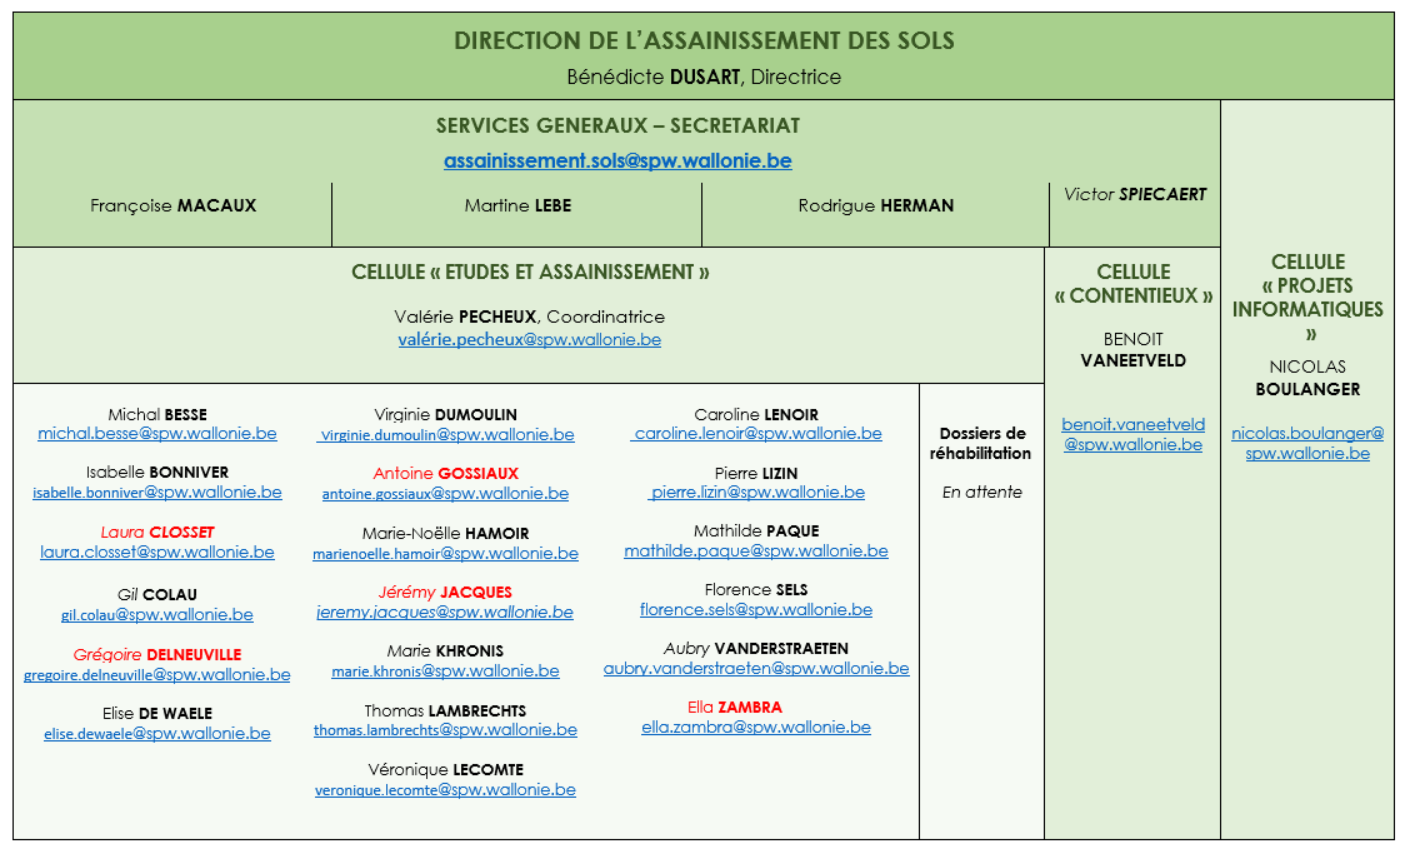 DIRECTION DE L’ASSAINISSEMENT DES SOLS
Bénédicte DUSART, Directrice
SERVICES GENERAUX – SECRETARIAT
assainissement.sols@spw.wallonie.be
Françoise MACAUX
Martine LEBE
Rodrigue HERMAN
Victor SPIECAERT
CELLULE « ETUDES ET ASSAINISSEMENT »
Valérie PECHEUX, Coordinatrice
valérie.pecheux@spw.wallonie.be
Michal BESSE
michal.besse@spw.wallonie.be
Isabelle BONNIVER
isabelle.bonniver@spw.wallonie.be
Laura CLOSSET
laura.closset@spw.wallonie.be
Gil COLAU
gil.colau@spw.wallonie.be
Grégoire DELNEUVILLE
gregoire.delneuville@spw.wallonie.be
Elise DE WAELE
elise.dewaele@spw.wallonie.be
Virginie DUMOULIN
virginie.dumoulin@spw.wallonie.be
Antoine GOSSIAUX
antoine.gossiaux@spw.wallonie.be
Marie-Noëlle HAMOIR
marienoelle.hamoir@spw.wallonie.be
Jérémy JACQUES
jeremy.jacques@spw.wallonie.be
Marie KHRONIS
marie.khronis@spw.wallonie.be
Thomas LAMBRECHTS
thomas.lambrechts@spw.wallonie.be
Véronique LECOMTE
veronique.lecomte@spw.wallonie.be
Caroline LENOIR
caroline.lenoir@spw.wallonie.be
Pierre LIZIN
pierre.lizin@spw.wallonie.be
Mathilde PAQUE
mathilde.paque@spw.wallonie.be
Florence SELS
florence.sels@spw.wallonie.be
Aubry VANDERSTRAETEN
aubry.vanderstraeten@spw.wallonie.be
Ella ZAMBRA
ella.zambra@spw.wallonie.be
Dossiers de
réhabilitation
En attente
CELLULE
« CONTENTIEUX »
BENOIT
VANEETVELD
benoit.vaneetveld
@spw.wallonie.be
CELLULE
« PROJETS
INFORMATIQUES
»
NICOLAS
BOULANGER
nicolas.boulanger@
spw.wallonie.be